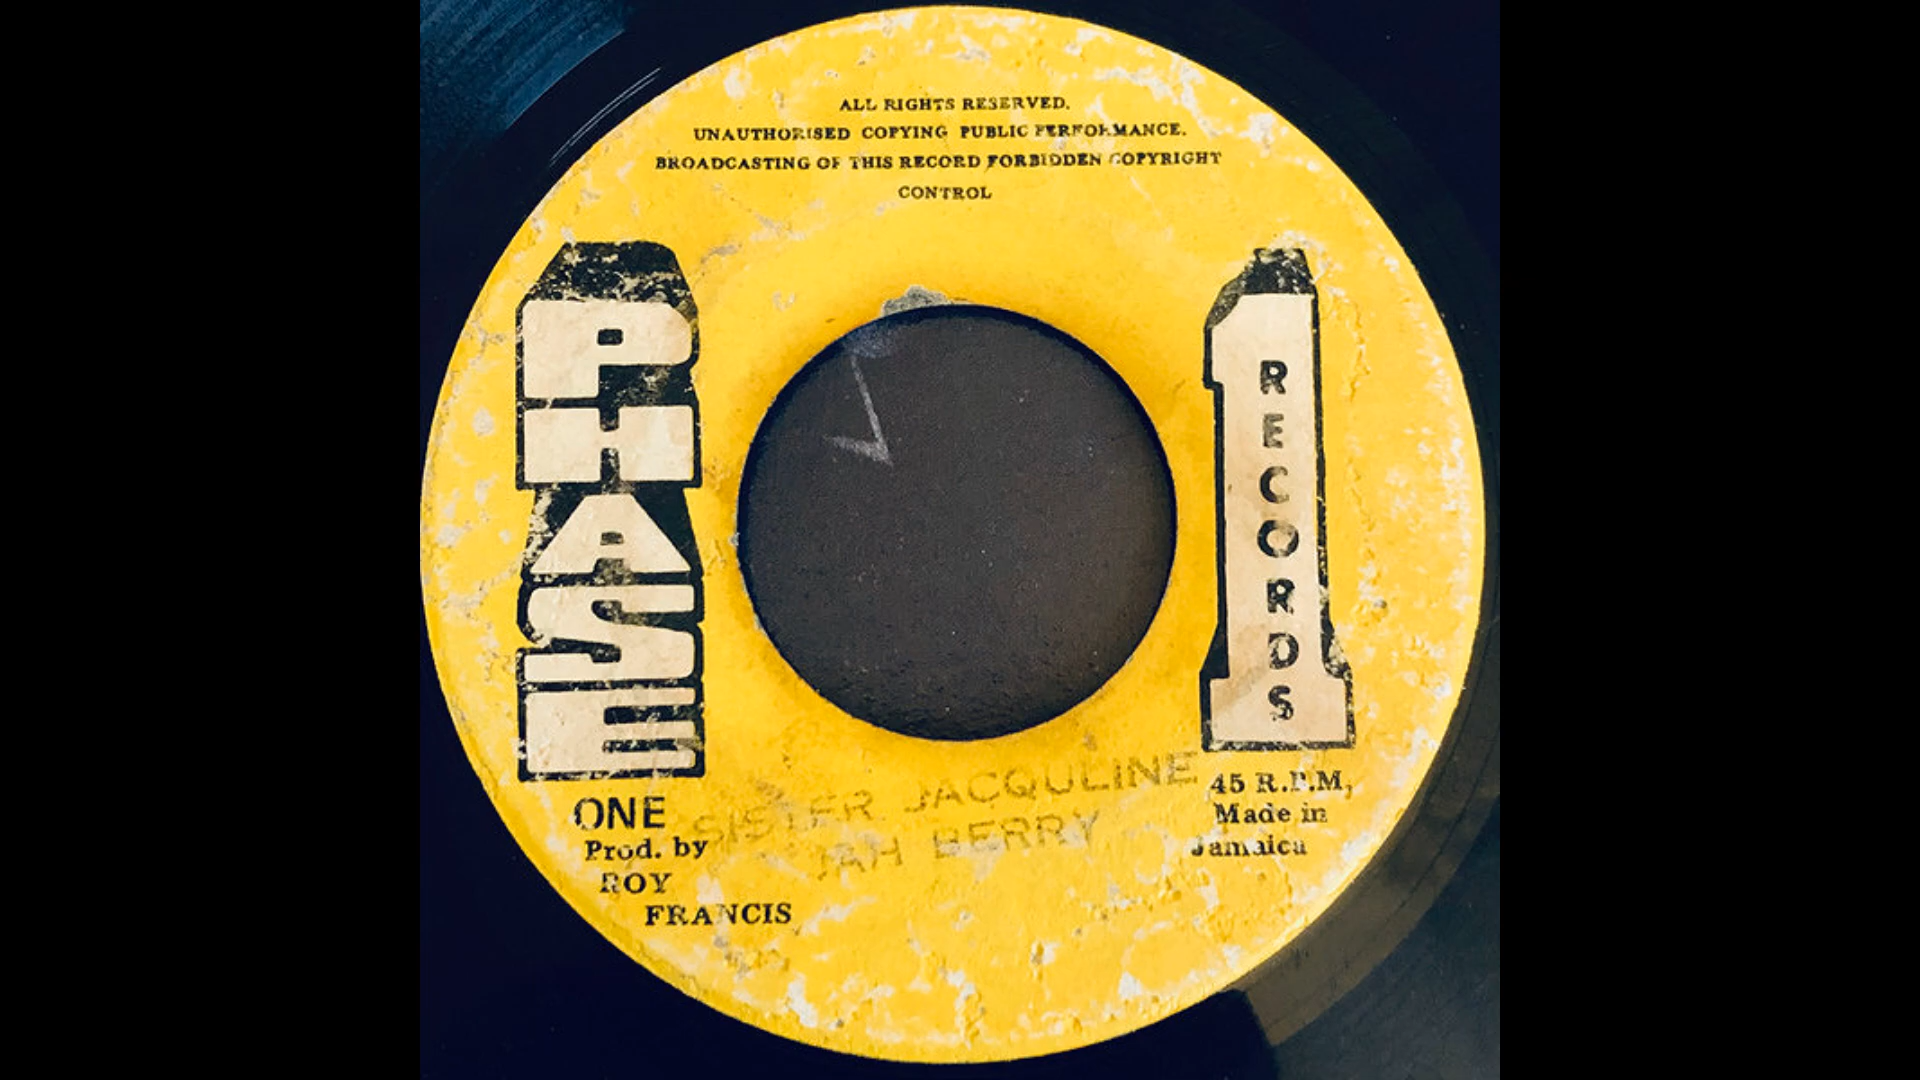 ALL RIGHTS RESERVED.
UNAUTHORISED COPYING PUBLIC PERFORMANCE.
BROADCASTING OF THIS RECORD FORBIDDEN COPYRIGHT
CONTROL
PHASE
1
RECORDS
SISTER JACQULINE
JAH BERRY
ONE
Prod. by
ROY
FRANCIS
45 R.P.M,
Made in
Jamaica